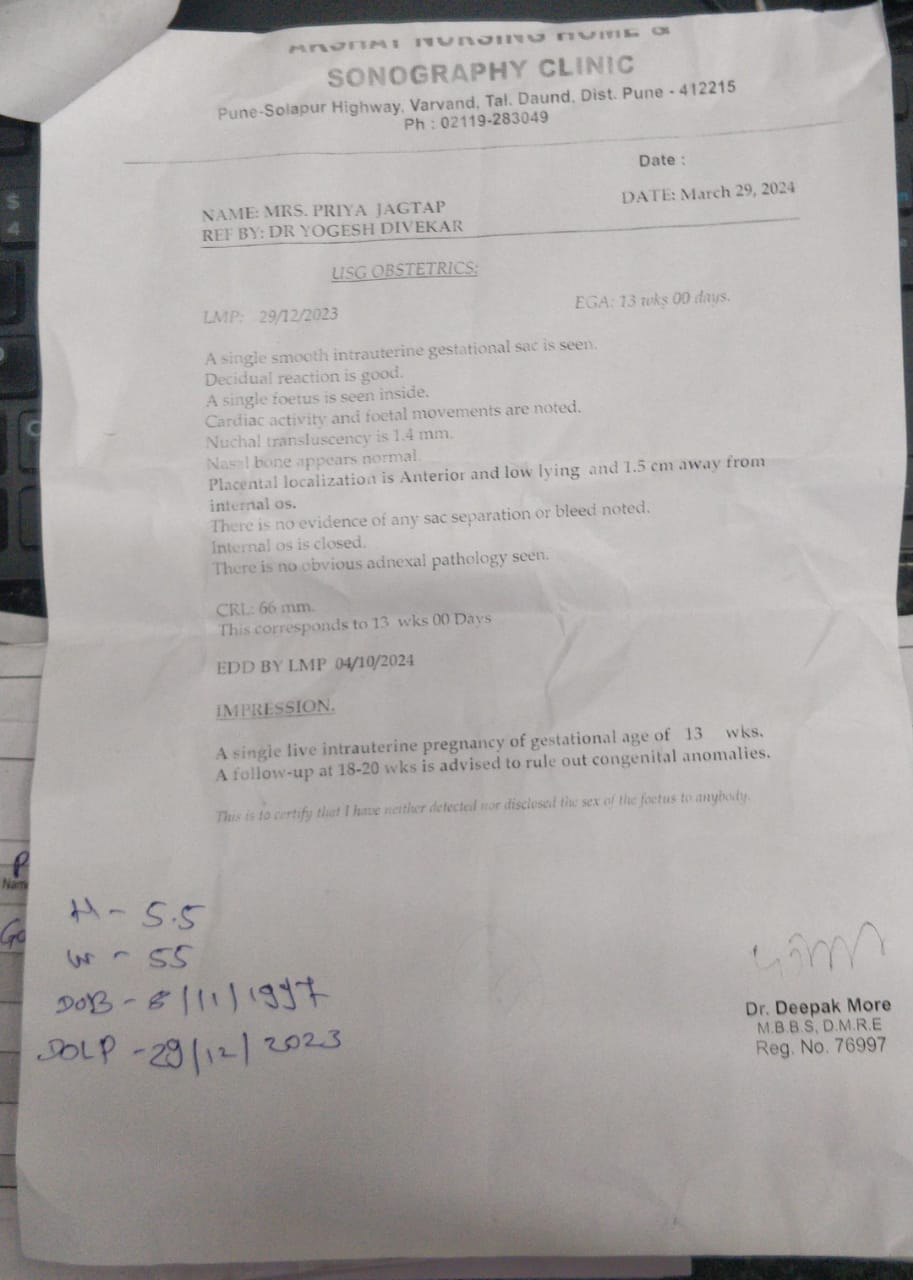 NURSING HOME &
SONOGRAPHY CLINIC
Pune-Solapur Highway, Varvand, Tal. Daund, Dist. Pune - 412215
Ph : 02119-283049
Date :
DATE: March 29, 2024
NAME: MRS. PRIYA JAGTAP
REF BY: DR YOGESH DIVEKAR
USG OBSTETRICS:
LMP: 29/12/2023 EGA: 13 wks 00 days.
A single smooth intrauterine gestational sac is seen.
Decidual reaction is good.
A single foetus is seen inside.
Cardiac activity and foetal movements are noted.
Nuchal transluscency is 1.4 mm.
Nasal bone appears normal.
Placental localization is Anterior and low lying and 1.5 cm away from
internal os.
There is no evidence of any sac separation or bleed noted.
Internal os is closed.
There is no obvious adnexal pathology seen.
CRL: 66 mm.
This corresponds to 13 wks 00 Days
EDD BY LMP 04/10/2024
IMPRESSION.
A single live intrauterine pregnancy of gestational age of 13 wks.
A follow-up at 18-20 wks is advised to rule out congenital anomalies.
This is to certify that I have neither detected nor disclosed the sex of the foetus to anybody.
H - 5.5
W - 55
DOB - 8/11/1997
DOLP - 29/12/2023
Dr. Deepak More
M.B.B.S, D.M.R.E
Reg. No. 76997
$
4
Nam